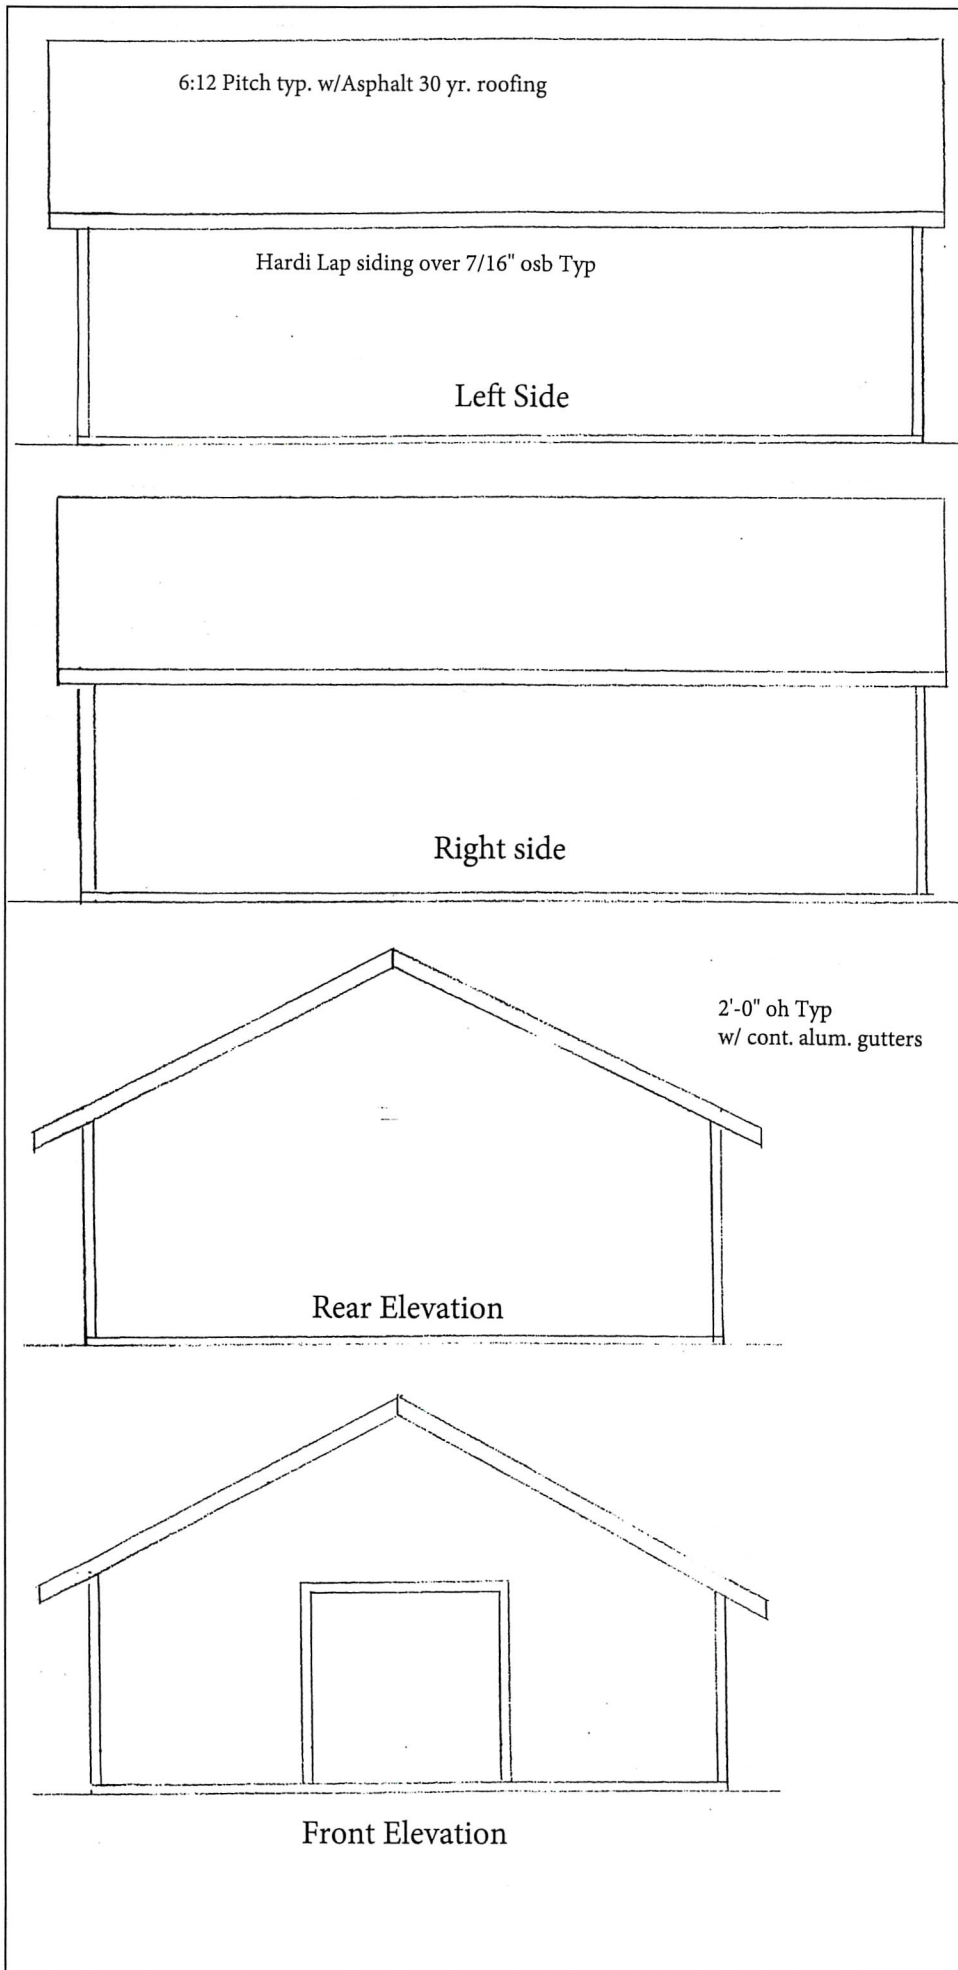 6:12 Pitch typ. w/Asphalt 30 yr. roofing
Hardi Lap siding over 7/16" osb Typ
Left Side
Right side
2'-0" oh Typ
w/ cont. alum. gutters
Rear Elevation
Front Elevation